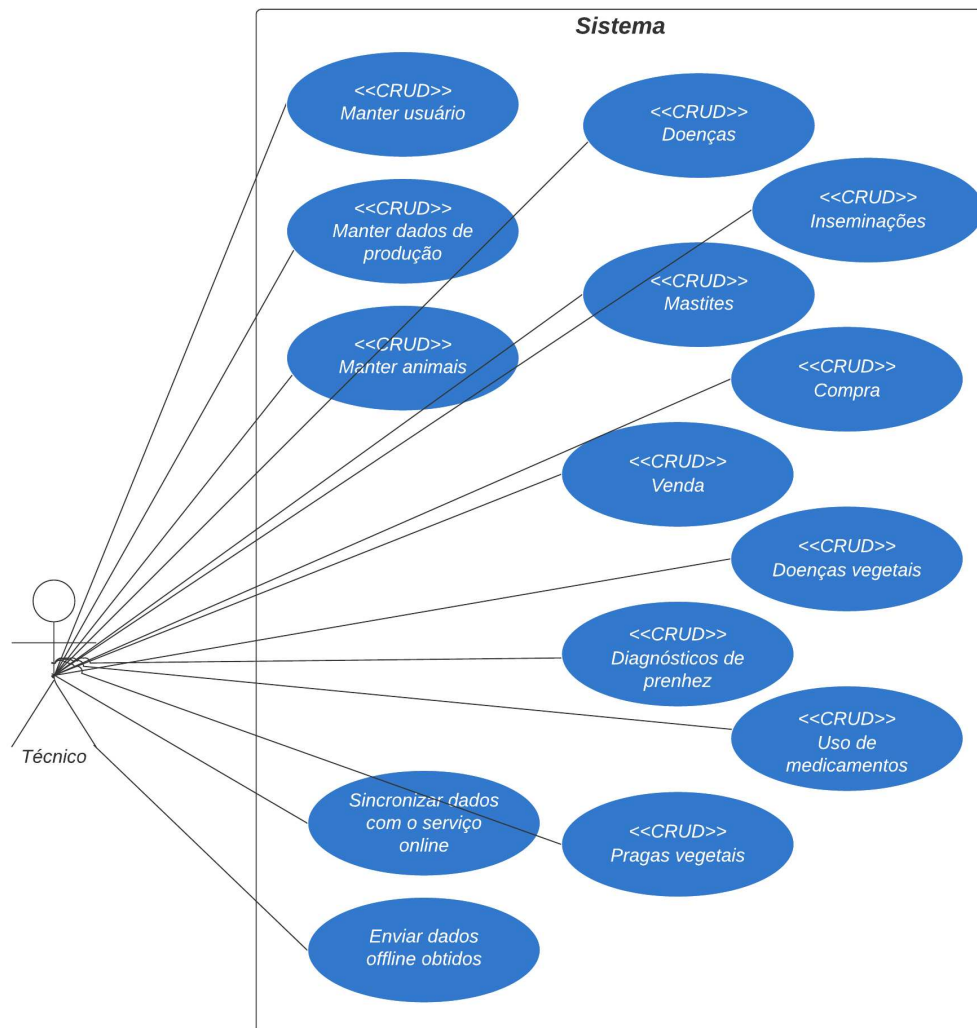 Sistema
<<CRUD>>
Manter usuário
<<CRUD>>
Doenças
<<CRUD>>
Inseminações
<<CRUD>>
Manter dados de
produção
<<CRUD>>
Mastites
<<CRUD>>
Manter animais
<<CRUD>>
Compra
<<CRUD>>
Venda
<<CRUD>>
Doenças vegetais
<<CRUD>>
Diagnósticos de
prenhez
<<CRUD>>
Uso de
medicamentos
Técnico
Sincronizar dados
com o serviço
online
<<CRUD>>
Pragas vegetais
Enviar dados
offline obtidos